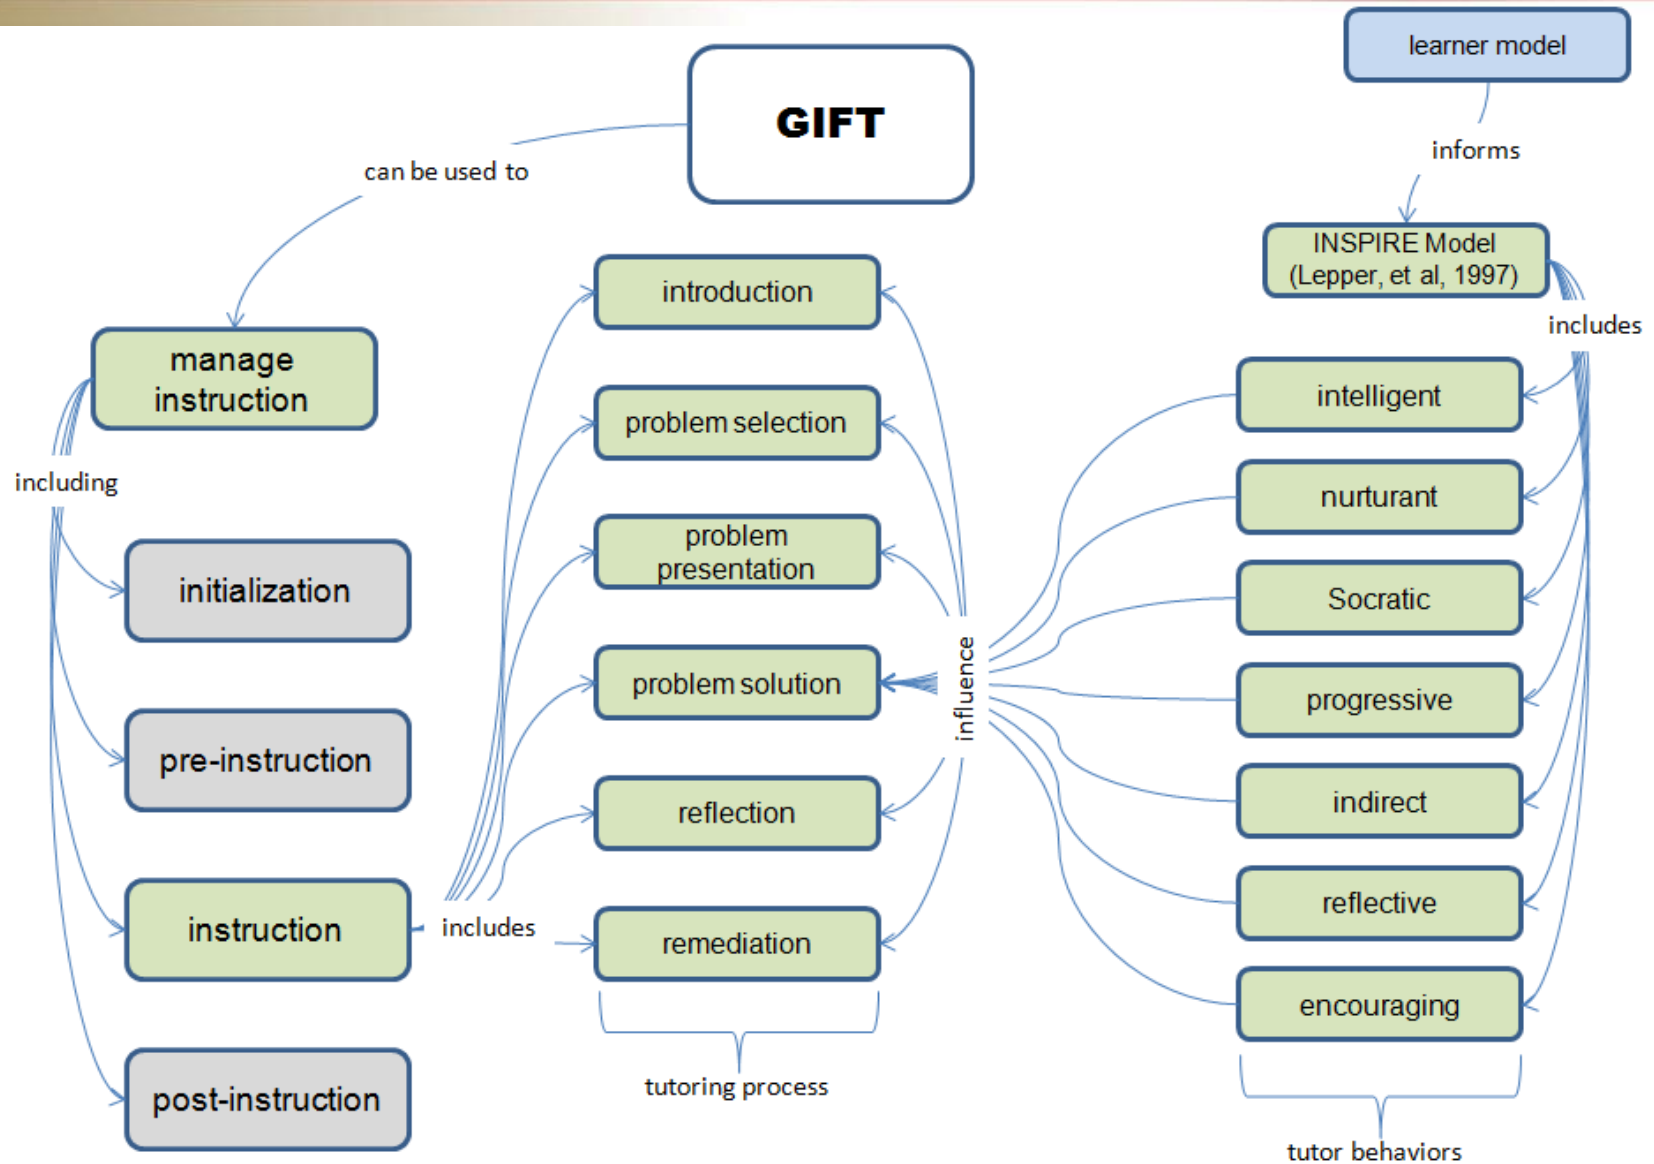 learner model
GIFT
informs
can be used to
INSPIRE Model
(Lepper, et al, 1997)
includes
introduction
manage
instruction
intelligent
problem selection
including
nurturant
problem
presentation
initialization
Socratic
influence
problem solution
progressive
pre-instruction
indirect
reflection
reflective
instruction
includes
remediation
encouraging
tutoring process
post-instruction
tutor behaviors